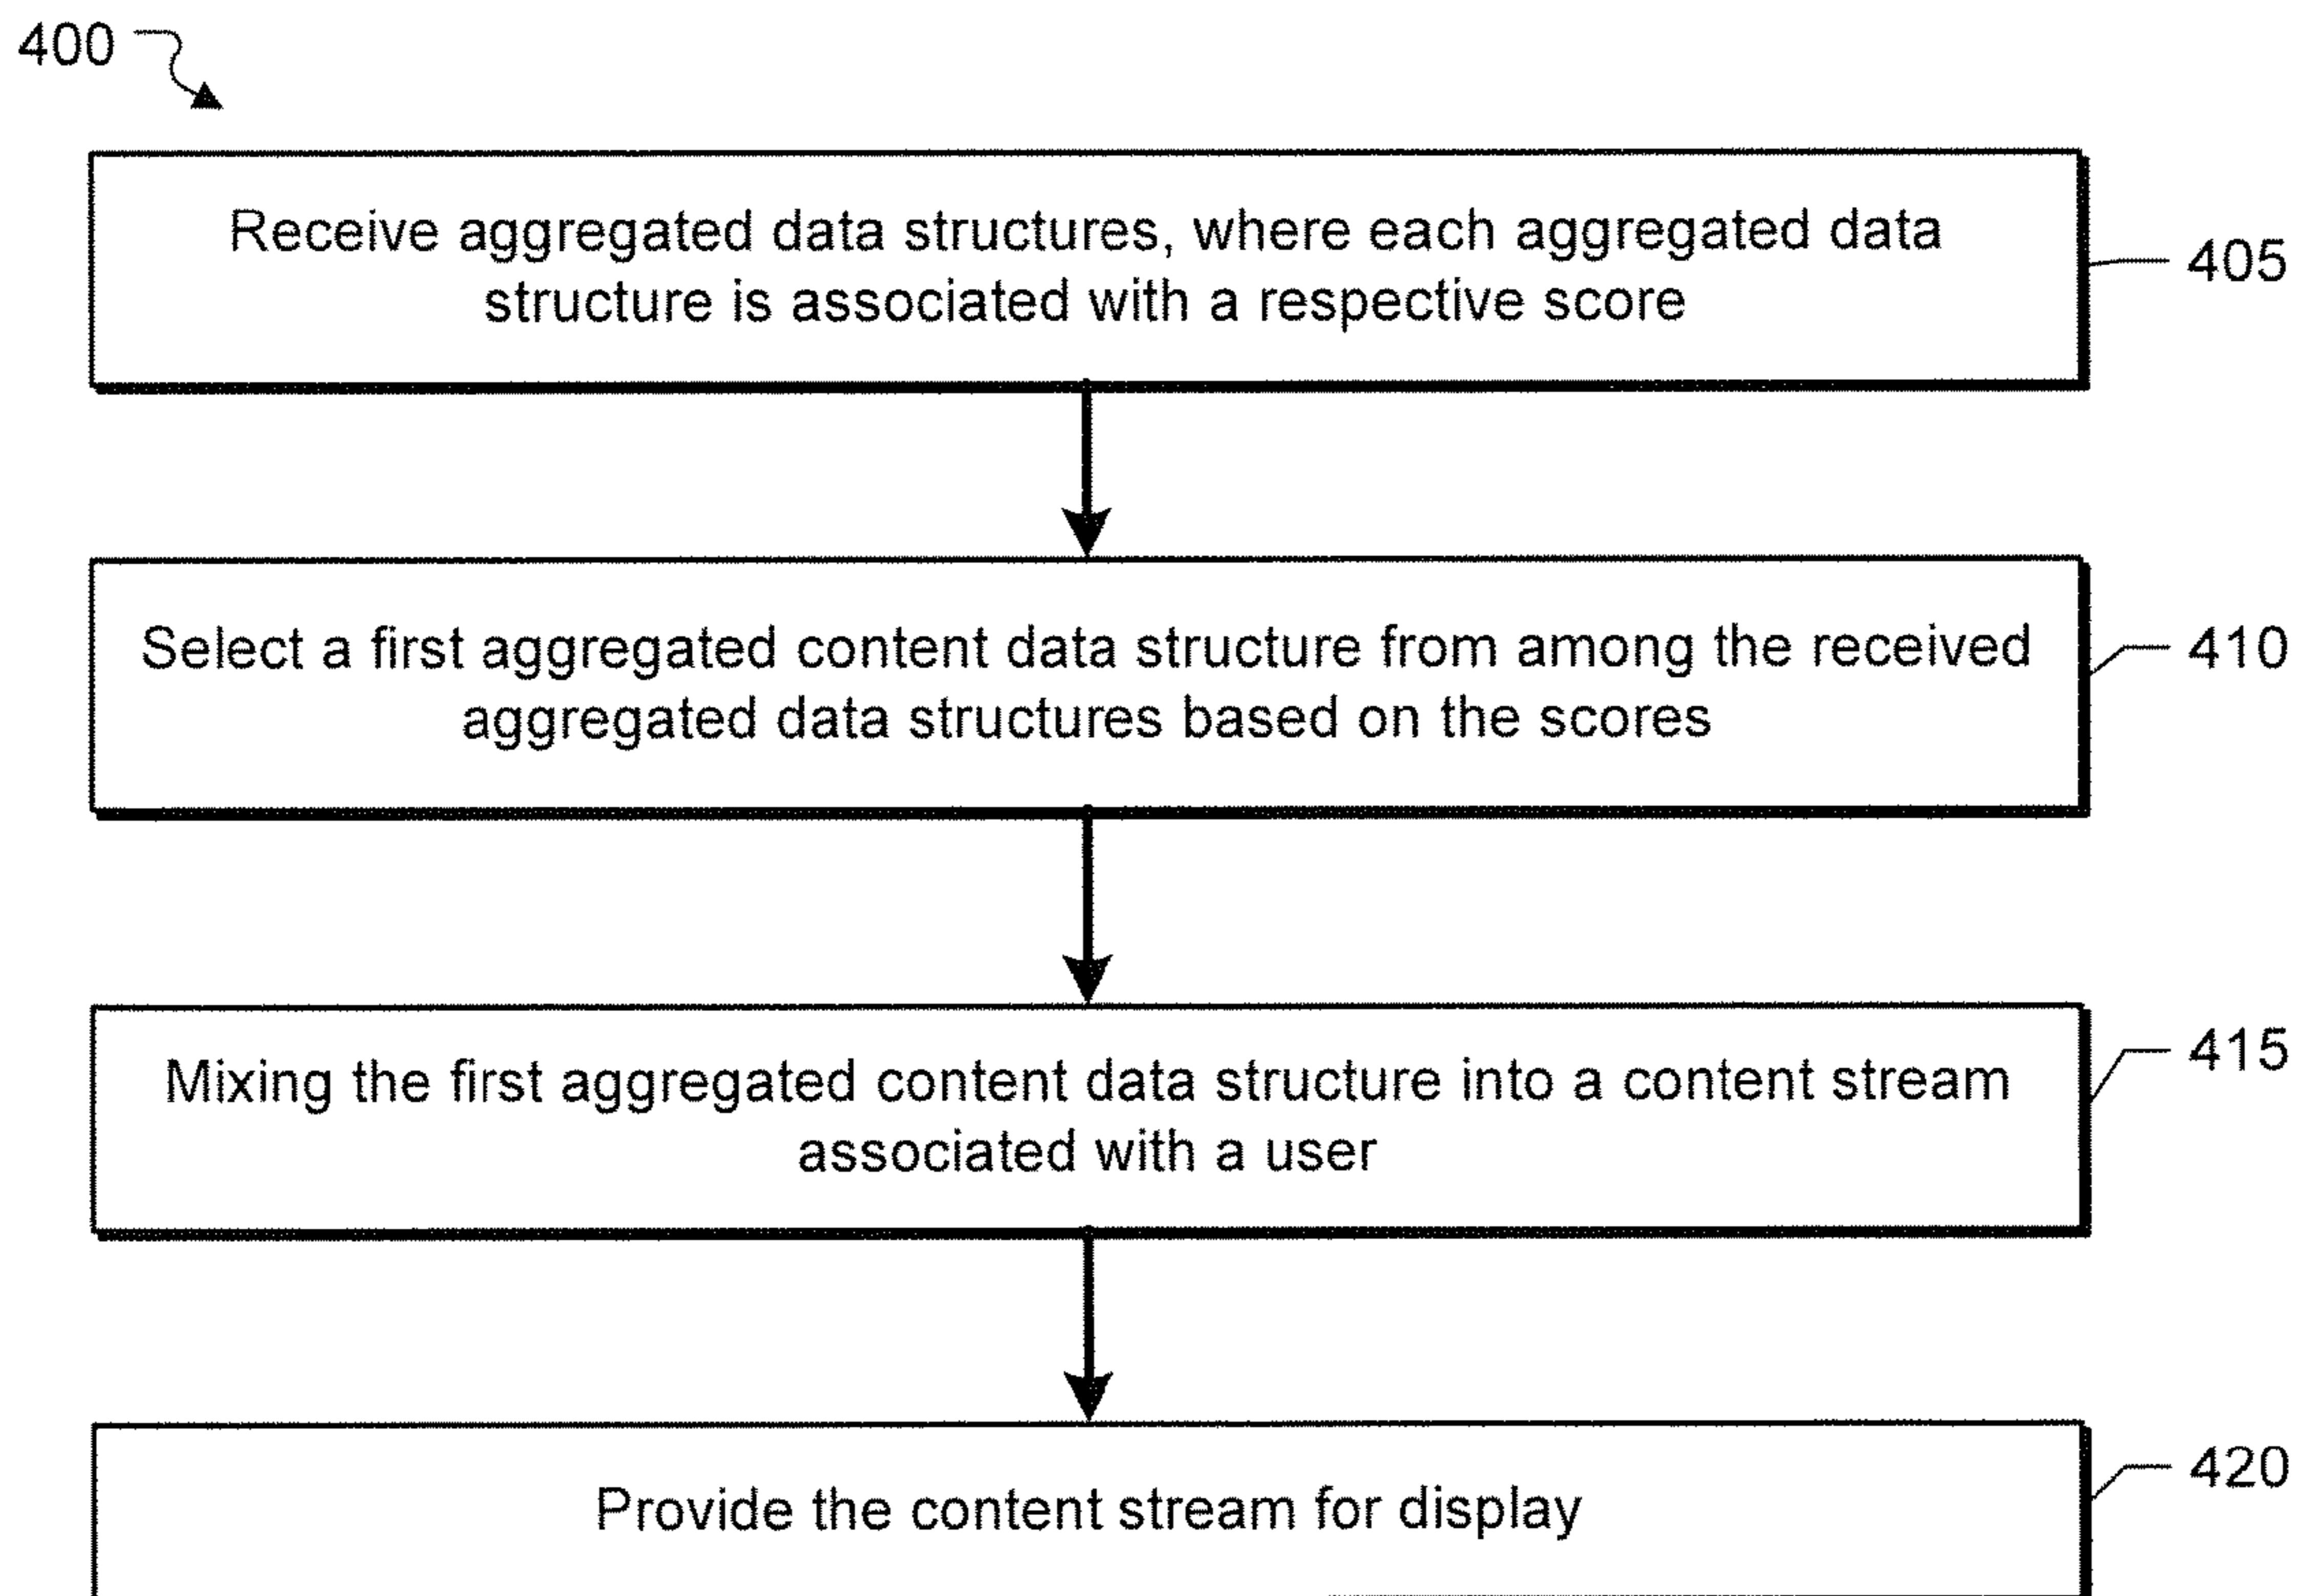 400
Receive aggregated data structures, where each aggregated data
structure is associated with a respective score
405
Select a first aggregated content data structure from among the received
aggregated data structures based on the scores
410
Mixing the first aggregated content data structure into a content stream
associated with a user
415
Provide the content stream for display
420